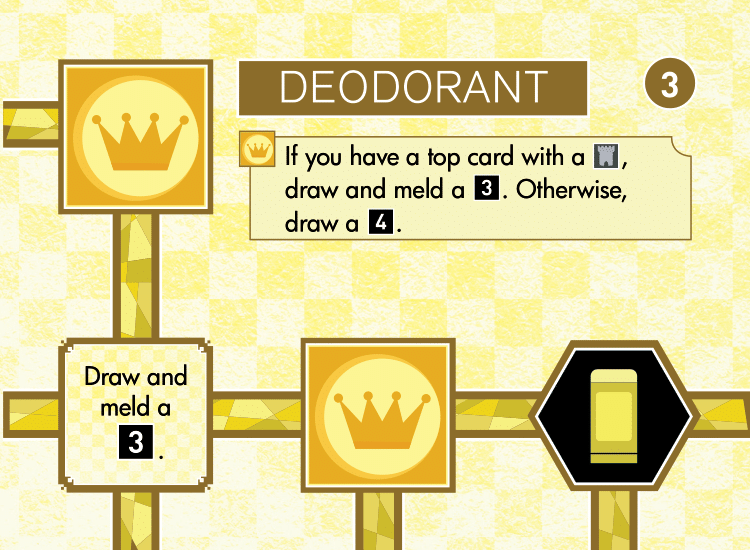 DEODORANT
3
If you have a top card with a ,
draw and meld a 3. Otherwise,
draw a 4.
Draw and
meld a
3.